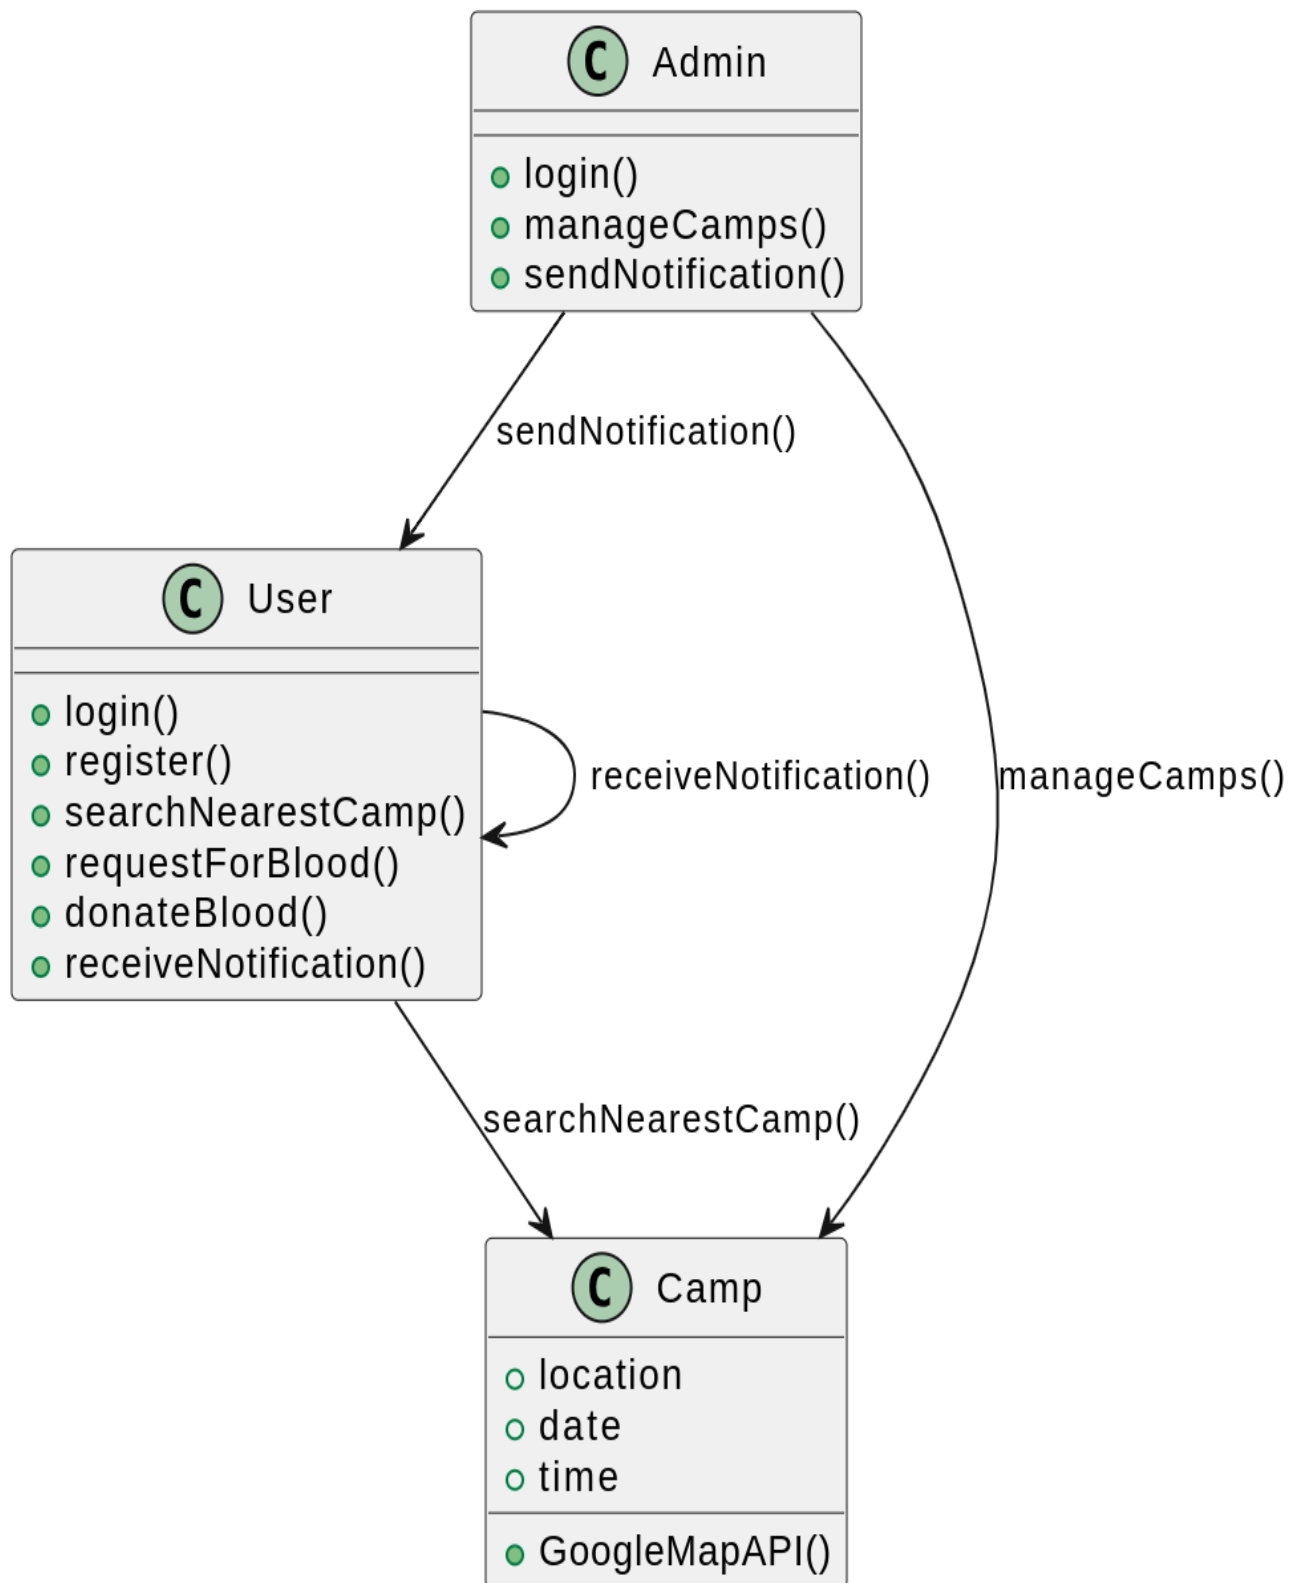 C Admin
login()
manageCamps()
sendNotification()
sendNotification()
C User
login()
register()
searchNearestCamp()
requestForBlood()
donateBlood()
receiveNotification()
receiveNotification()
manageCamps()
searchNearestCamp()
C Camp
location
date
time
GoogleMapAPI()